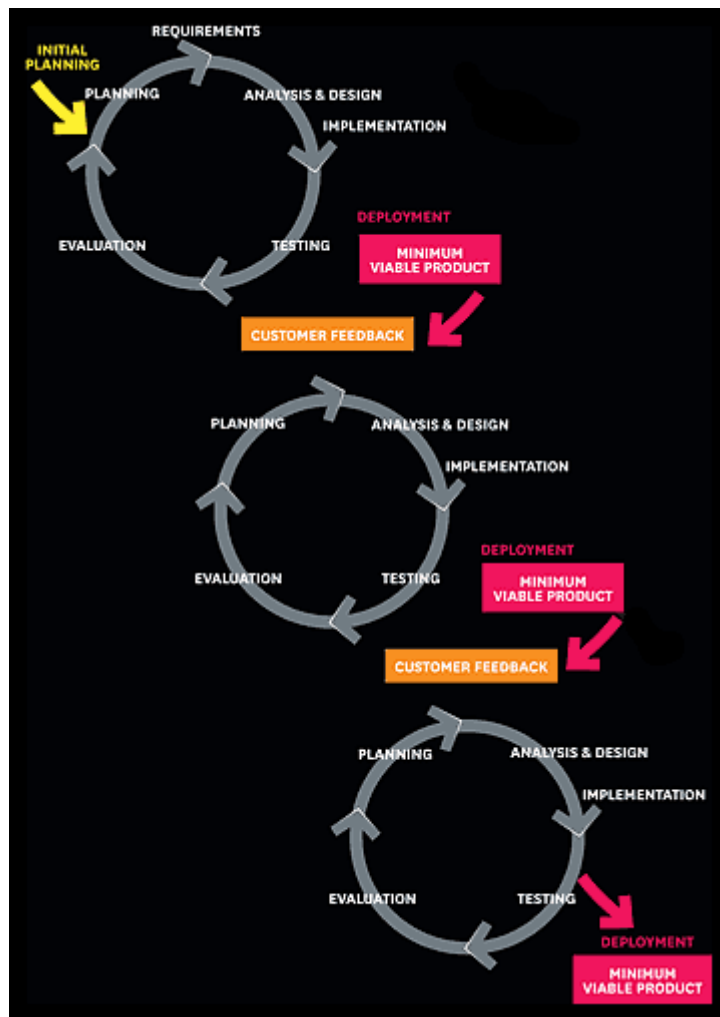 REQUIREMENTS
INITIAL
PLANNING
PLANNING
ANALYSIS & DESIGN
IMPLEMENTATION
DEPLOYMENT
EVALUATION
TESTING
MINIMUM
VIABLE PRODUCT
CUSTOMER FEEDBACK
PLANNING
ANALYSIS & DESIGN
IMPLEMENTATION
DEPLOYMENT
EVALUATION
TESTING
MINIMUM
VIABLE PRODUCT
CUSTOMER FEEDBACK
PLANNING
ANALYSIS & DESIGN
IMPLEMENTATION
EVALUATION
TESTING
DEPLOYMENT
MINIMUM
VIABLE PRODUCT